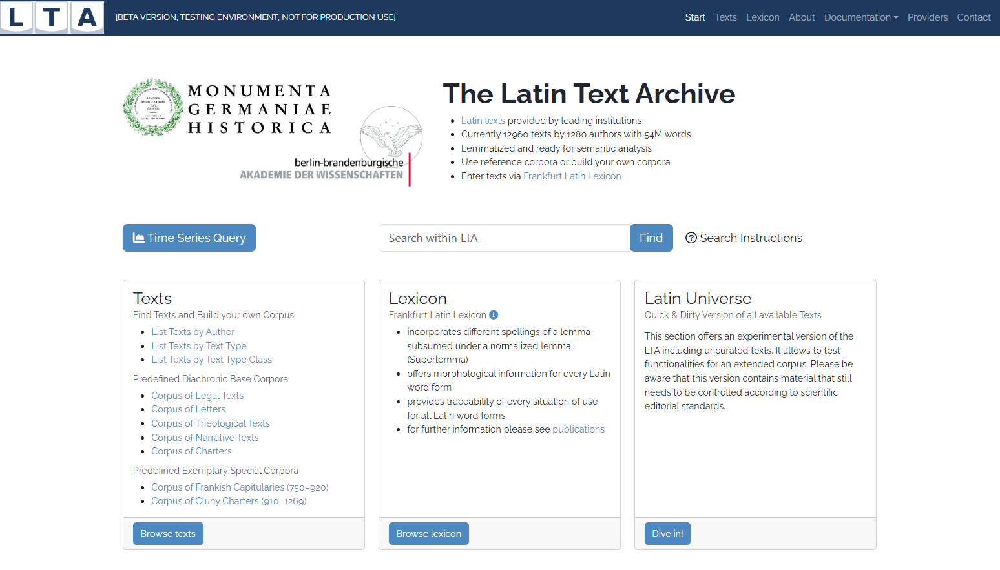 LTA
[BETA VERSION, TESTING ENVIRONMENT, NOT FOR PRODUCTION USE]
Start Texts Lexicon About Documentation Providers Contact
MONUMENTA
GERMANIAE
HISTORICA
berlin-brandenburgische
AKADEMIE DER WISSENSCHAFTEN
The Latin Text Archive
Latin texts provided by leading institutions
Currently 12960 texts by 1280 authors with 54M words
Lemmatized and ready for semantic analysis
Use reference corpora or build your own corpora
Enter texts via Frankfurt Latin Lexicon
Time Series Query
Search within LTA
Find
Search Instructions
Texts
Find Texts and Build your own Corpus
List Texts by Author
List Texts by Text Type
List Texts by Text Type Class
Predefined Diachronic Base Corpora
Corpus of Legal Texts
Corpus of Letters
Corpus of Theological Texts
Corpus of Narrative Texts
Corpus of Charters
Predefined Exemplary Special Corpora
Corpus of Frankish Capitularies (750–920)
Corpus of Cluny Charters (910–1269)
Browse texts
Lexicon
Frankfurt Latin Lexicon
incorporates different spellings of a lemma
subsumed under a normalized lemma
(Superlemma)
offers morphological information for every Latin
word form
provides traceability of every situation of use
for all Latin word forms
for further information please see publications
Browse lexicon
Latin Universe
Quick & Dirty Version of all available Texts
This section offers an experimental version of the
LTA including uncurated texts. It allows to test
functionalities for an extended corpus. Please be
aware that this version contains material that still
needs to be controlled according to scientific
editorial standards.
Dive in!